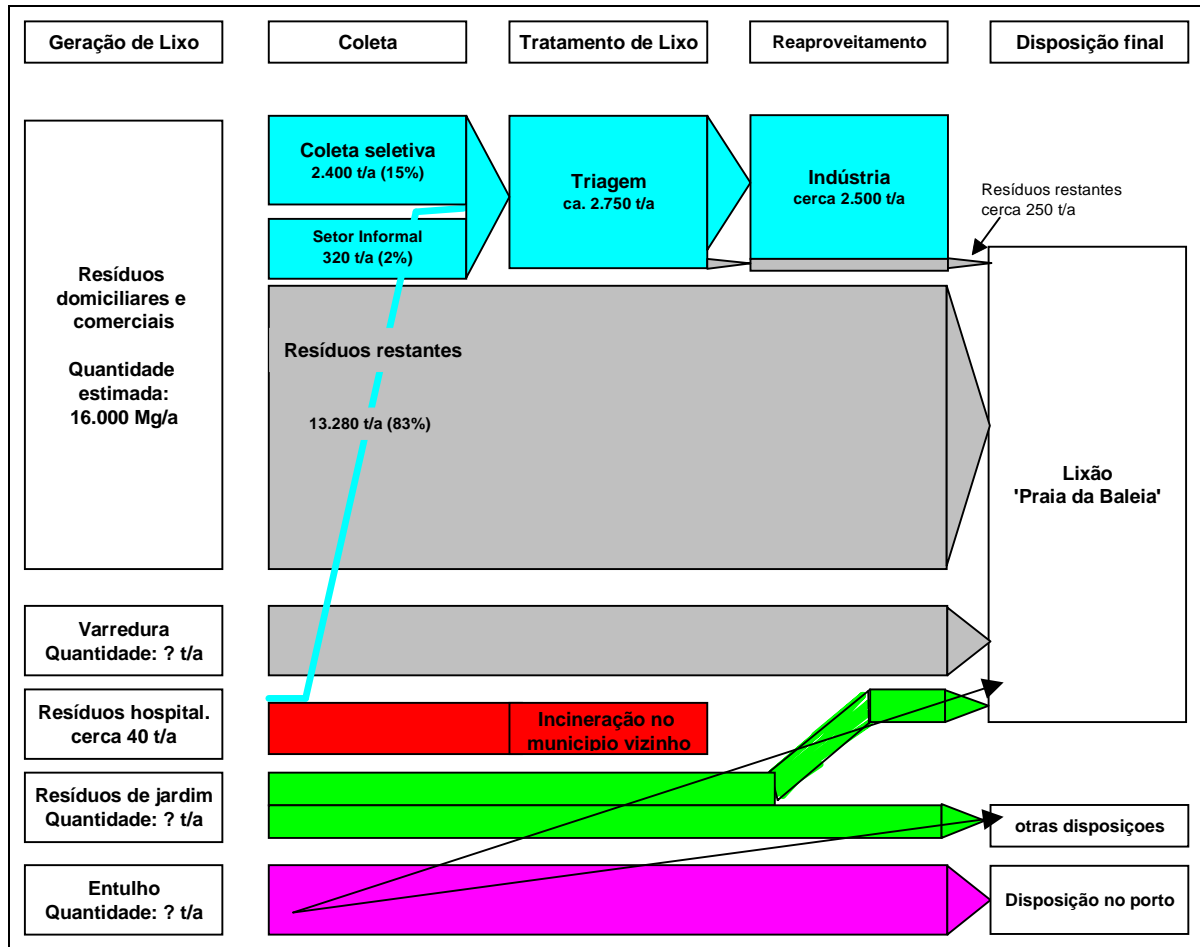 Geração de Lixo
Coleta
Tratamento de Lixo
Reaproveitamento
Disposição final
Coleta seletiva
2.400 t/a (15%)
Setor Informal
320 t/a (2%)
Triagem
ca. 2.750 t/a
Indústria
cerca 2.500 t/a
Resíduos restantes
cerca 250 t/a
Resíduos
domiciliares e
comerciais
Quantidade
estimada:
16.000 Mg/a
Resíduos restantes
13.280 t/a (83%)
Lixão
'Praia da Baleia'
Varredura
Quantidade: ? t/a
Resíduos hospital.
cerca 40 t/a
Incineração no
município vizinho
Resíduos de jardim
Quantidade: ? t/a
otras disposiçoes
Entulho
Quantidade: ? t/a
Disposição no porto